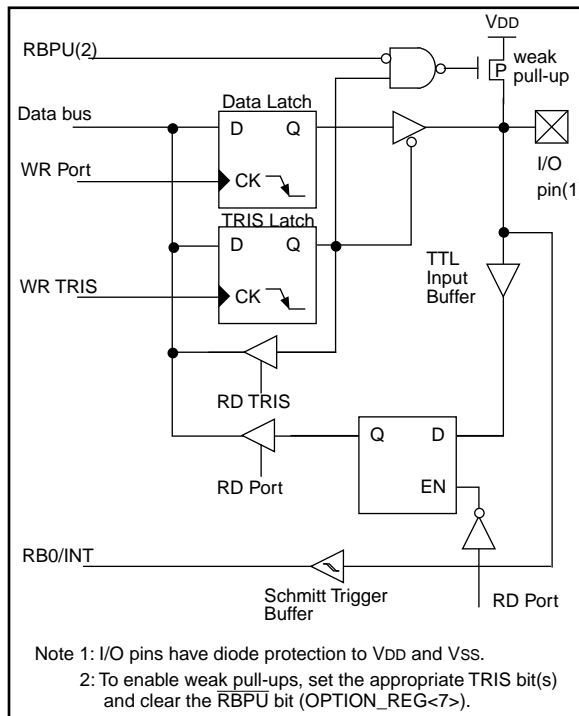 VDD
RBPU(2)
P
weak
pull-up
Data Latch
Data bus
D Q
I/O
pin(1
WR Port
CK
TRIS Latch
D Q
TTL
Input
Buffer
WR TRIS
CK
RD TRIS
Q D
RD Port
EN
RB0/INT
Schmitt Trigger
Buffer
RD Port
Note 1: I/O pins have diode protection to VDD and VSS.
2: To enable weak pull-ups, set the appropriate TRIS bit(s)
and clear the RBPU bit (OPTION_REG<7>).